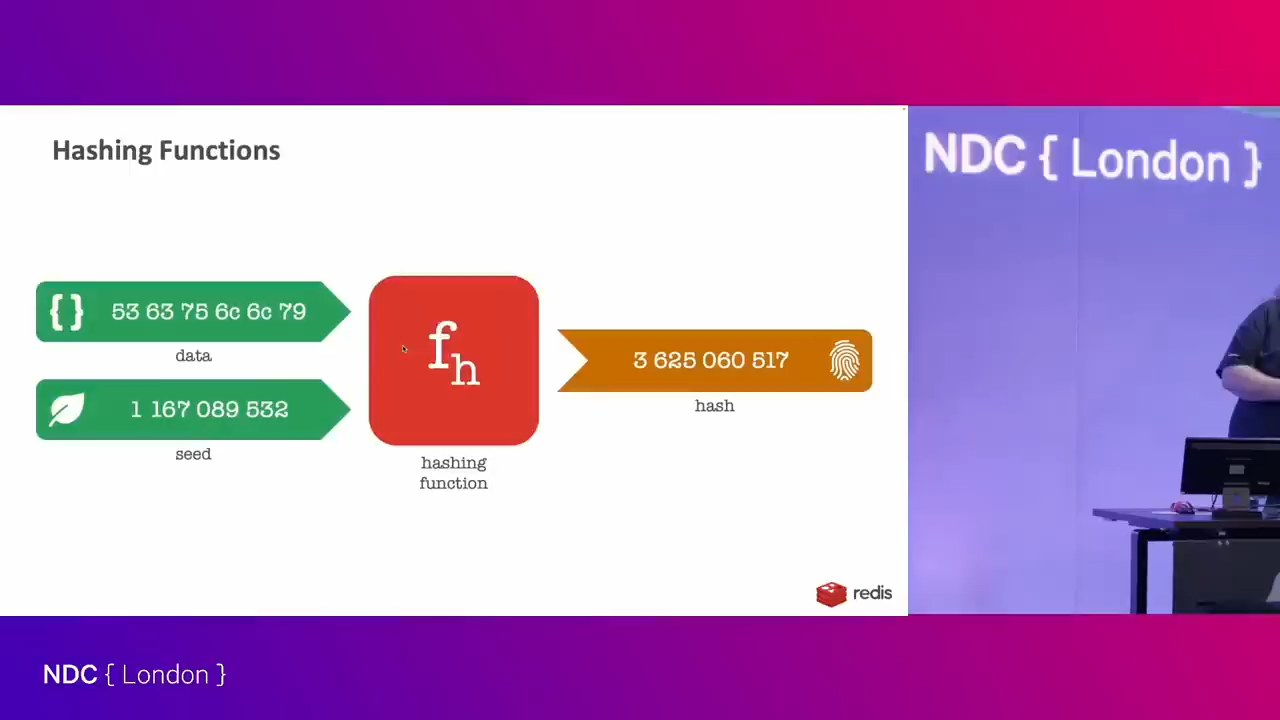 Hashing Functions
53 63 75 6c 6c 79
data
1 167 089 532
seed
fh
hashing
function
3 625 060 517
hash
redis
NDC { London }
NDC { London }